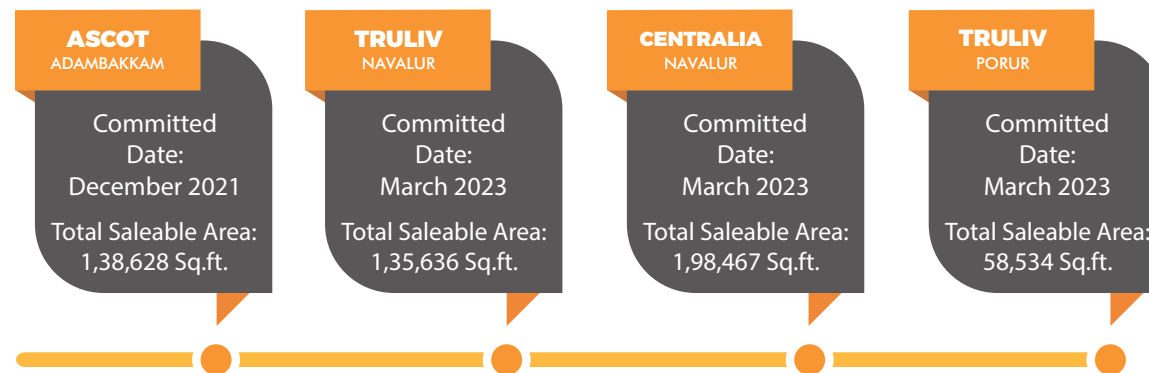 ASCOT
ADAMBAKKAM
Committed
Date:
December 2021
Total Saleable Area:
1,38,628 Sq.ft.
TRULIV
NAVALUR
Committed
Date:
March 2023
Total Saleable Area:
1,35,636 Sq.ft.
CENTRALIA
NAVALUR
Committed
Date:
March 2023
Total Saleable Area:
1,98,467 Sq.ft.
TRULIV
PORUR
Committed
Date:
March 2023
Total Saleable Area:
58,534 Sq.ft.